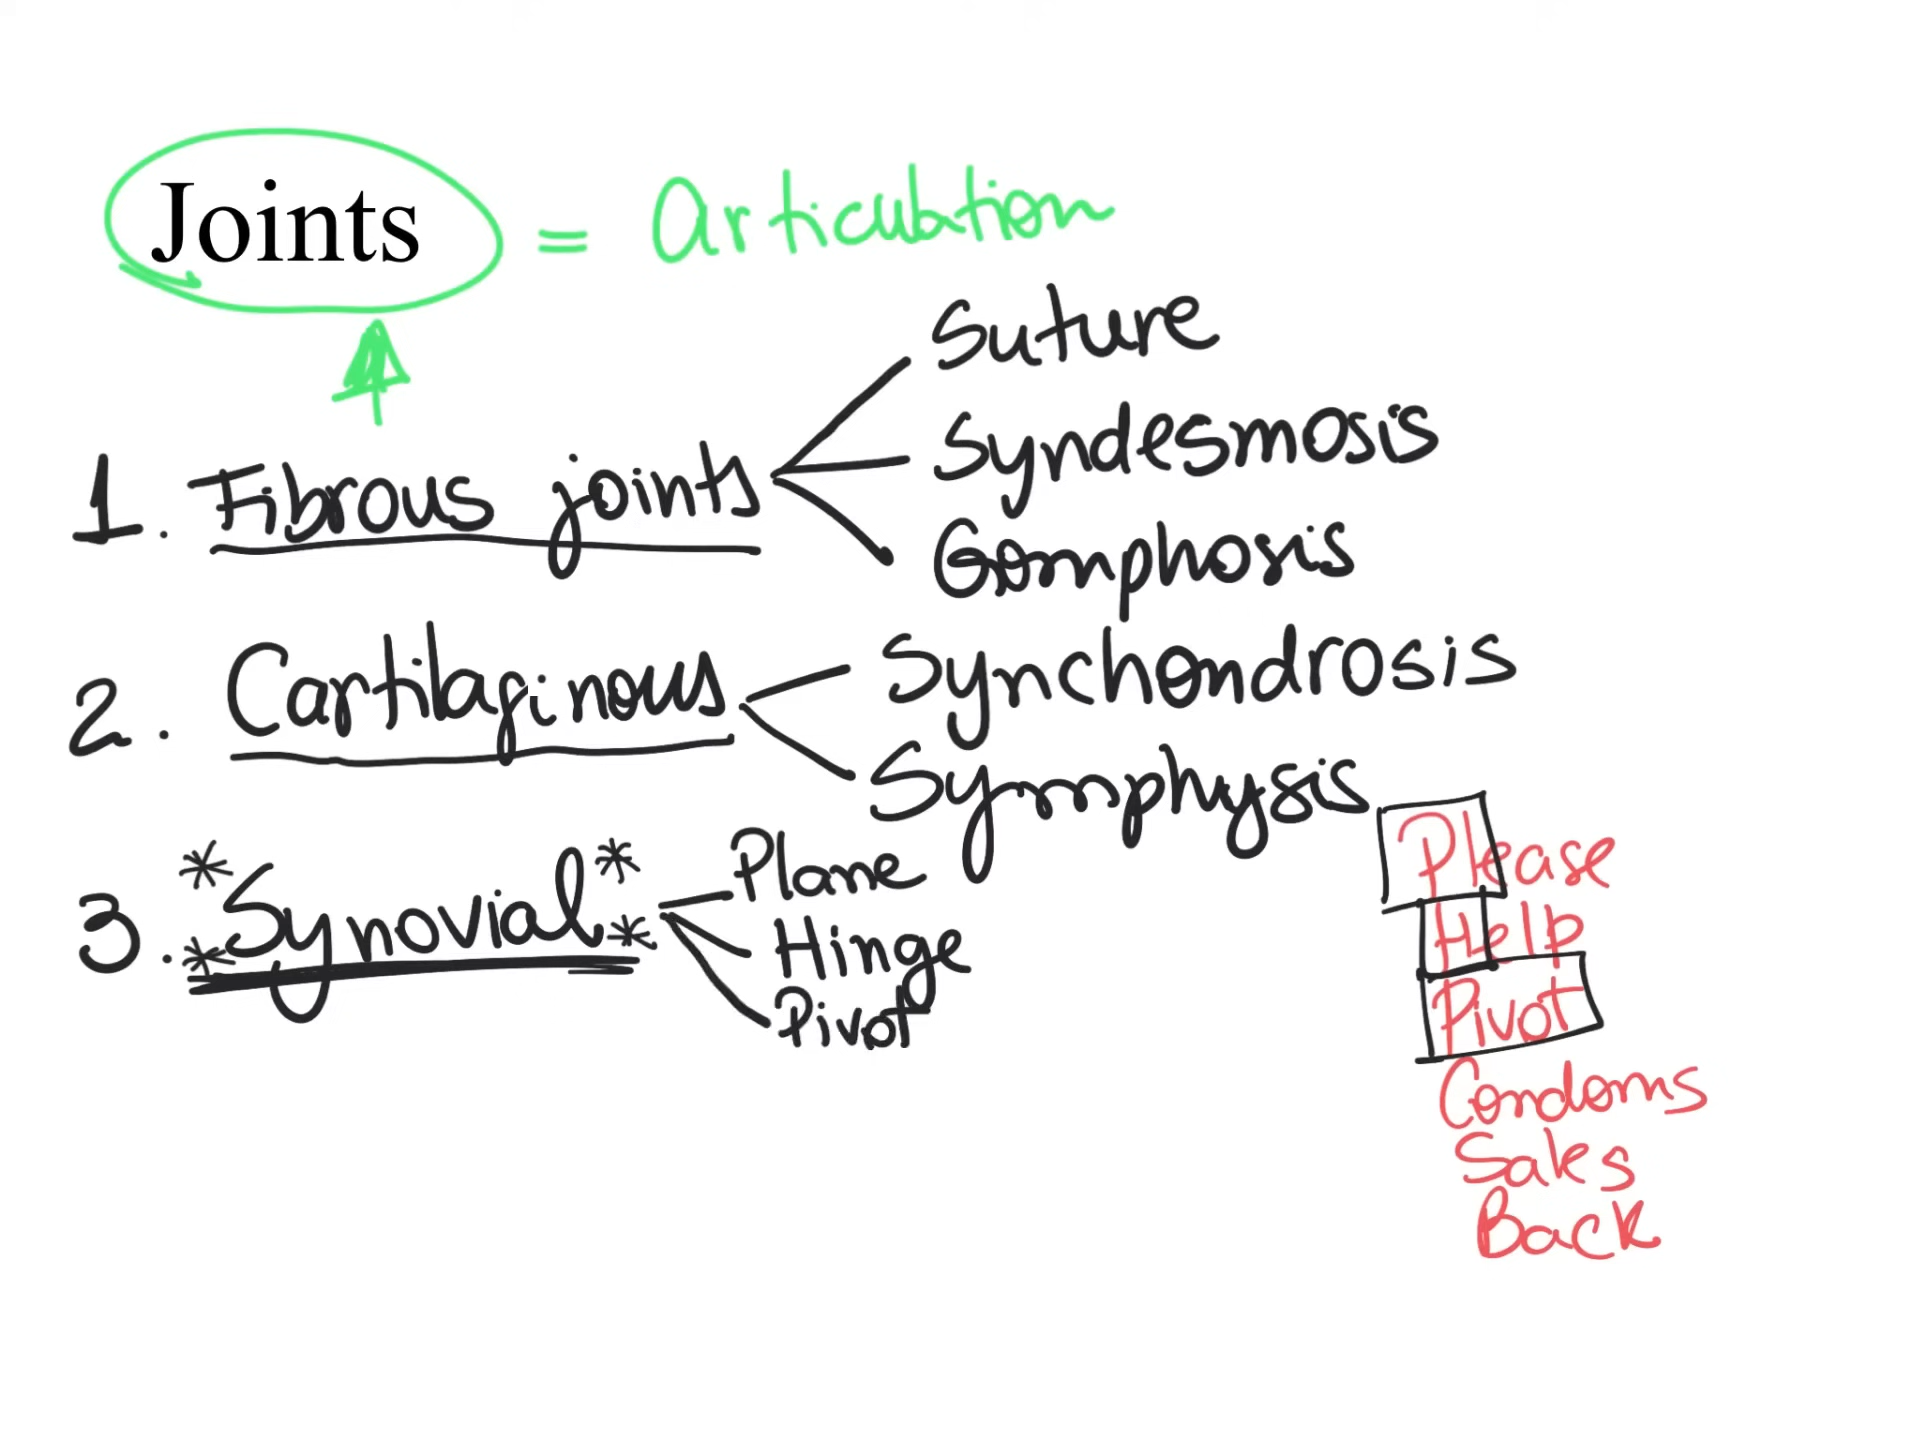 Joints = Articulation
Suture
Syndesmosis
1. Fibrous joints
Gomphosis
2. Cartilaginous
Synchondrosis
Symphysis
3. *Synovial*
Plane
Hinge
Pivot
Please
Help
Pivot
Condoms
Sales
Back